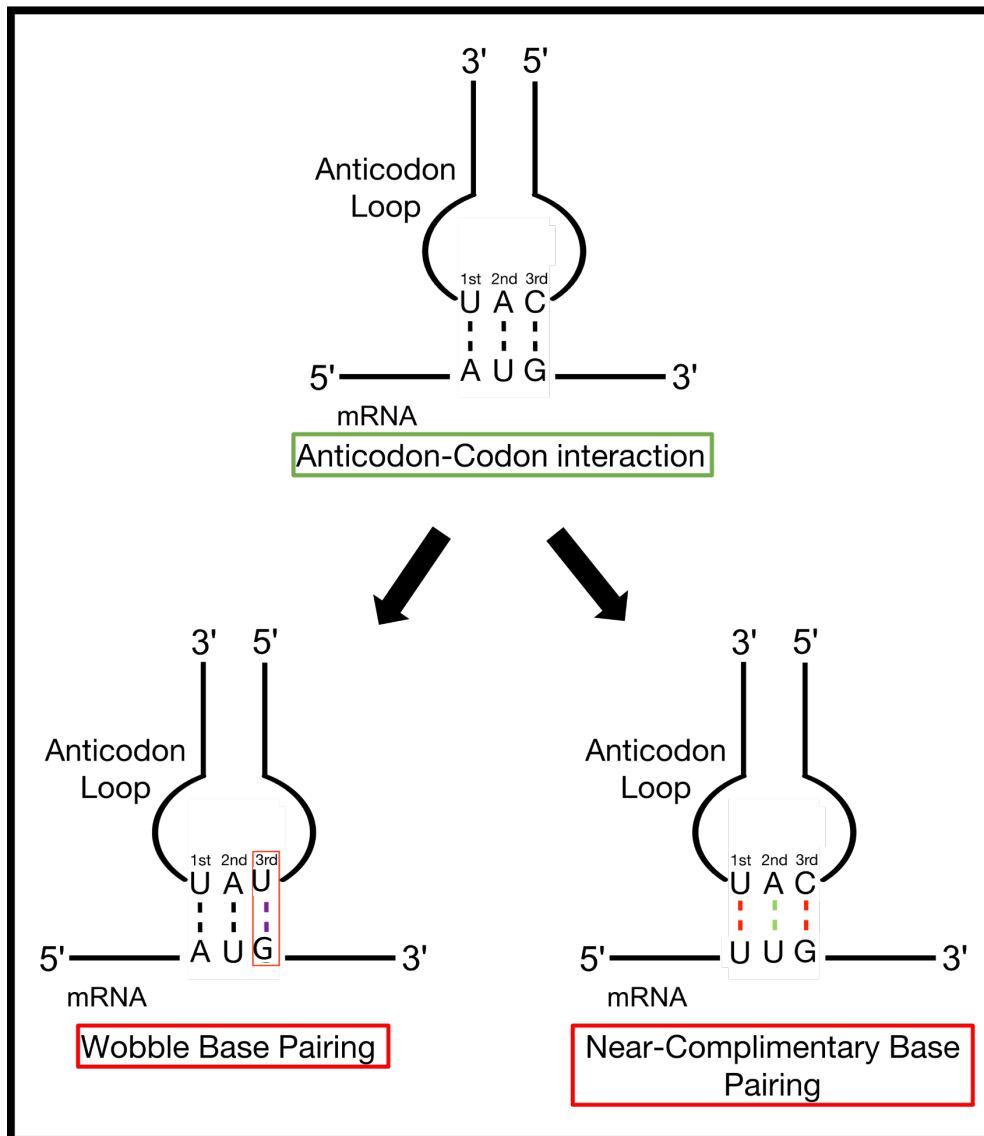 3' 5'
Anticodon
Loop
1st 2nd 3rd
U A C
A U G
5' 3'
mRNA
Anticodon-Codon interaction
3' 5'
Anticodon
Loop
1st 2nd 3rd
U A U
A U G
5' 3'
mRNA
Wobble Base Pairing
3' 5'
Anticodon
Loop
1st 2nd 3rd
U A C
U U G
5' 3'
mRNA
Near-Complimentary Base
Pairing